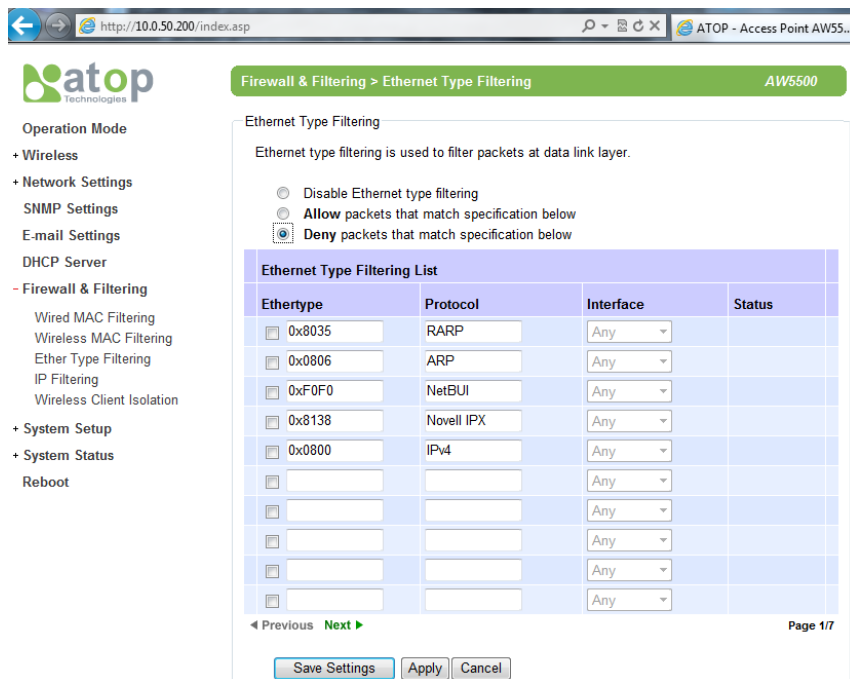 http://10.0.50.200/index.asp
ATOP - Access Point AW55...
atop
Technologies
Firewall & Filtering > Ethernet Type Filtering AW5500
Operation Mode
+ Wireless
+ Network Settings
SNMP Settings
E-mail Settings
DHCP Server
- Firewall & Filtering
Wired MAC Filtering
Wireless MAC Filtering
Ether Type Filtering
IP Filtering
Wireless Client Isolation
+ System Setup
+ System Status
Reboot
Ethernet Type Filtering
Ethernet type filtering is used to filter packets at data link layer.
Disable Ethernet type filtering
Allow packets that match specification below
Deny packets that match specification below
Ethernet Type Filtering List
Ethertype Protocol Interface Status
0x8035 RARP Any
0x0806 ARP Any
0xF0F0 NetBUI Any
0x8138 Novell IPX Any
0x0800 IPv4 Any
Any
Any
Any
Any
Any
Previous Next Page 1/7
Save Settings Apply Cancel